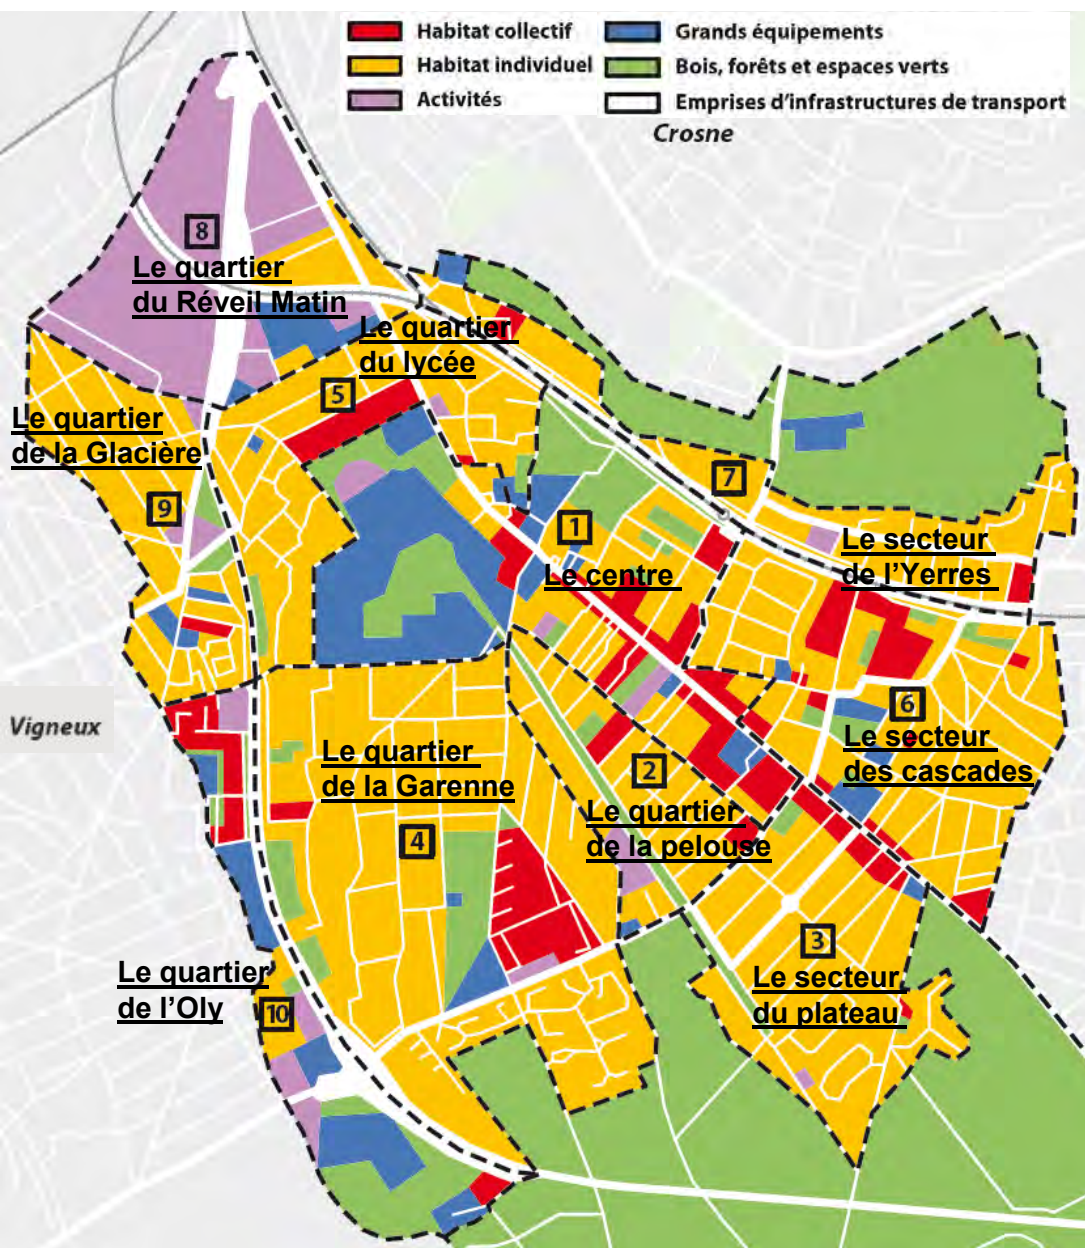 Habitat collectif
Grands équipements
Habitat individuel
Bois, forêts et espaces verts
Activités
Emprises d'infrastructures de transport
Crosne
8
Le quartier
du Réveil Matin
Le quartier
du lycée
5
Le quartier
de la Glacière
9
7
1
Le centre
Le secteur
de l'Yerres
Vigneux
6
Le secteur
des cascades
Le quartier
de la Garenne
4
2
Le quartier
de la pelouse
3
Le secteur
du plateau
Le quartier
de l'Oly
10